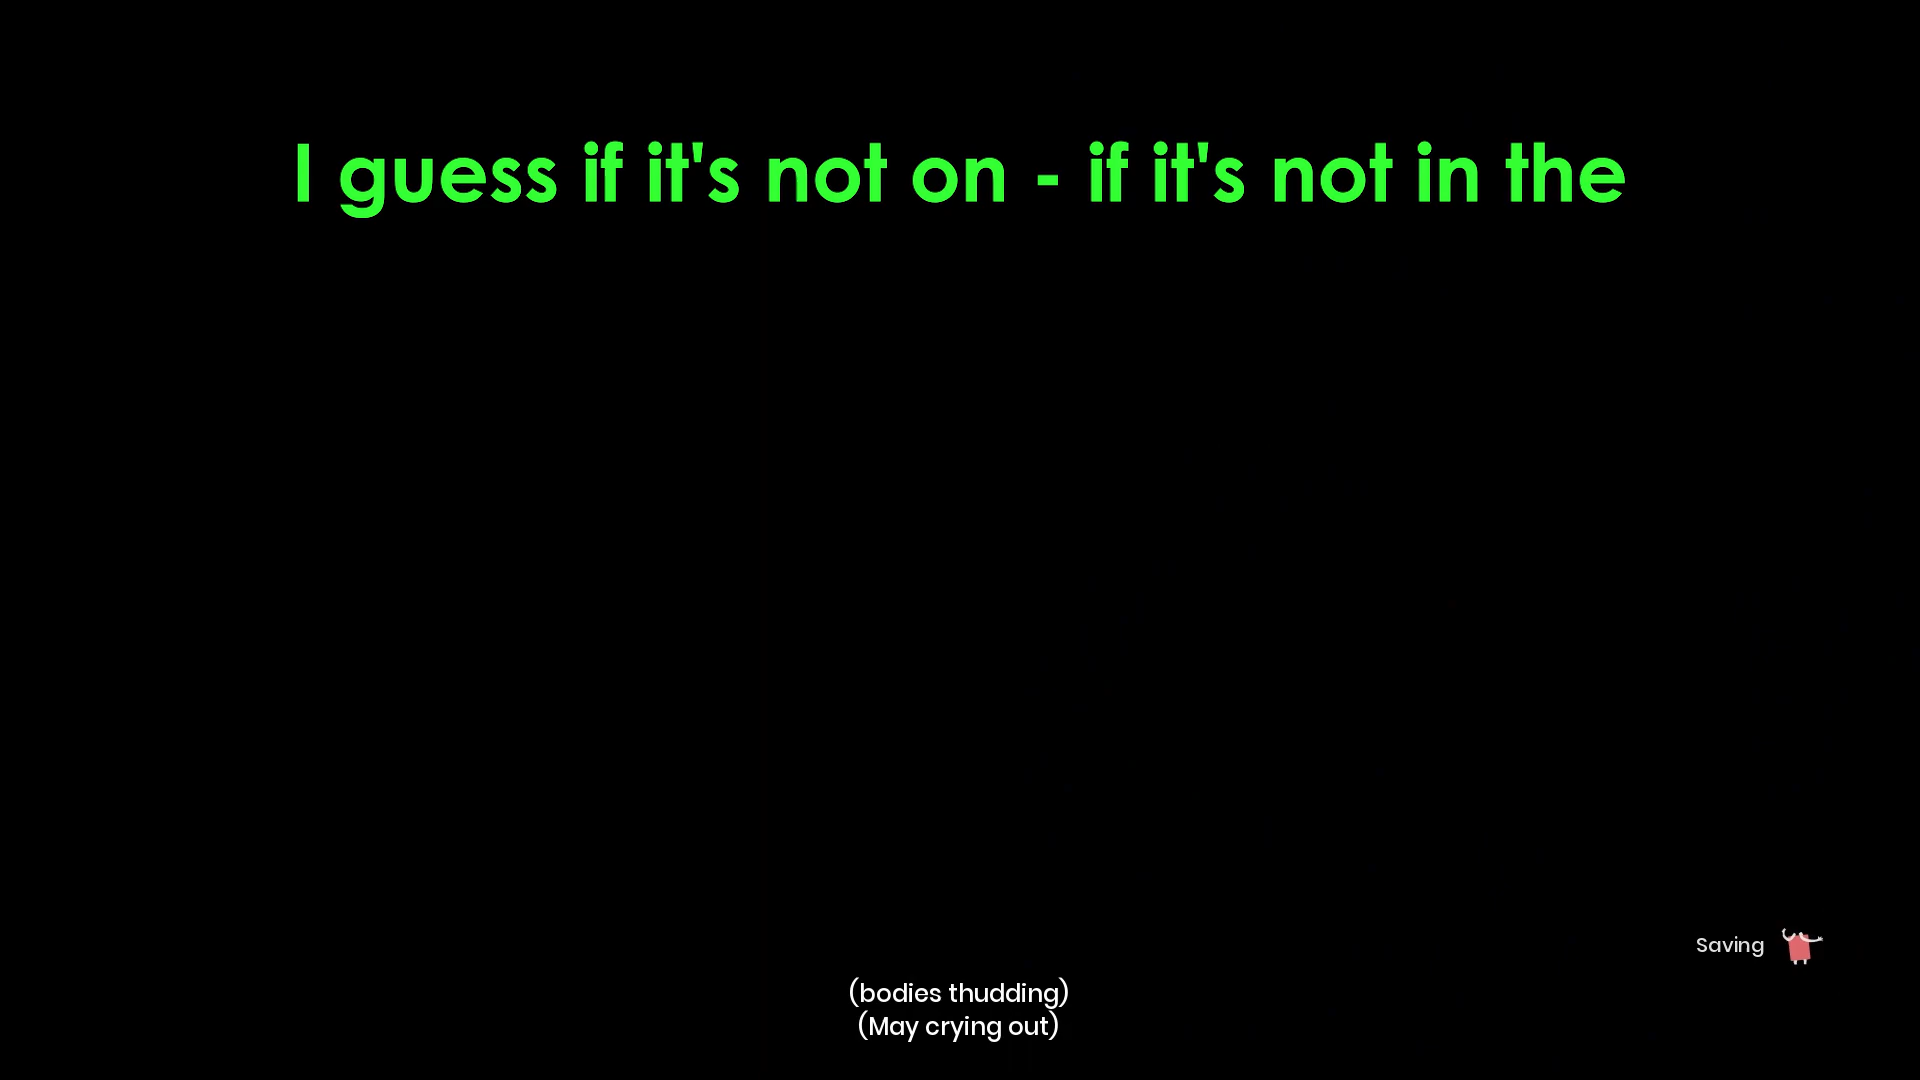 I guess if it's not on - if it's not in the
Saving
(bodies thudding)
(May crying out)